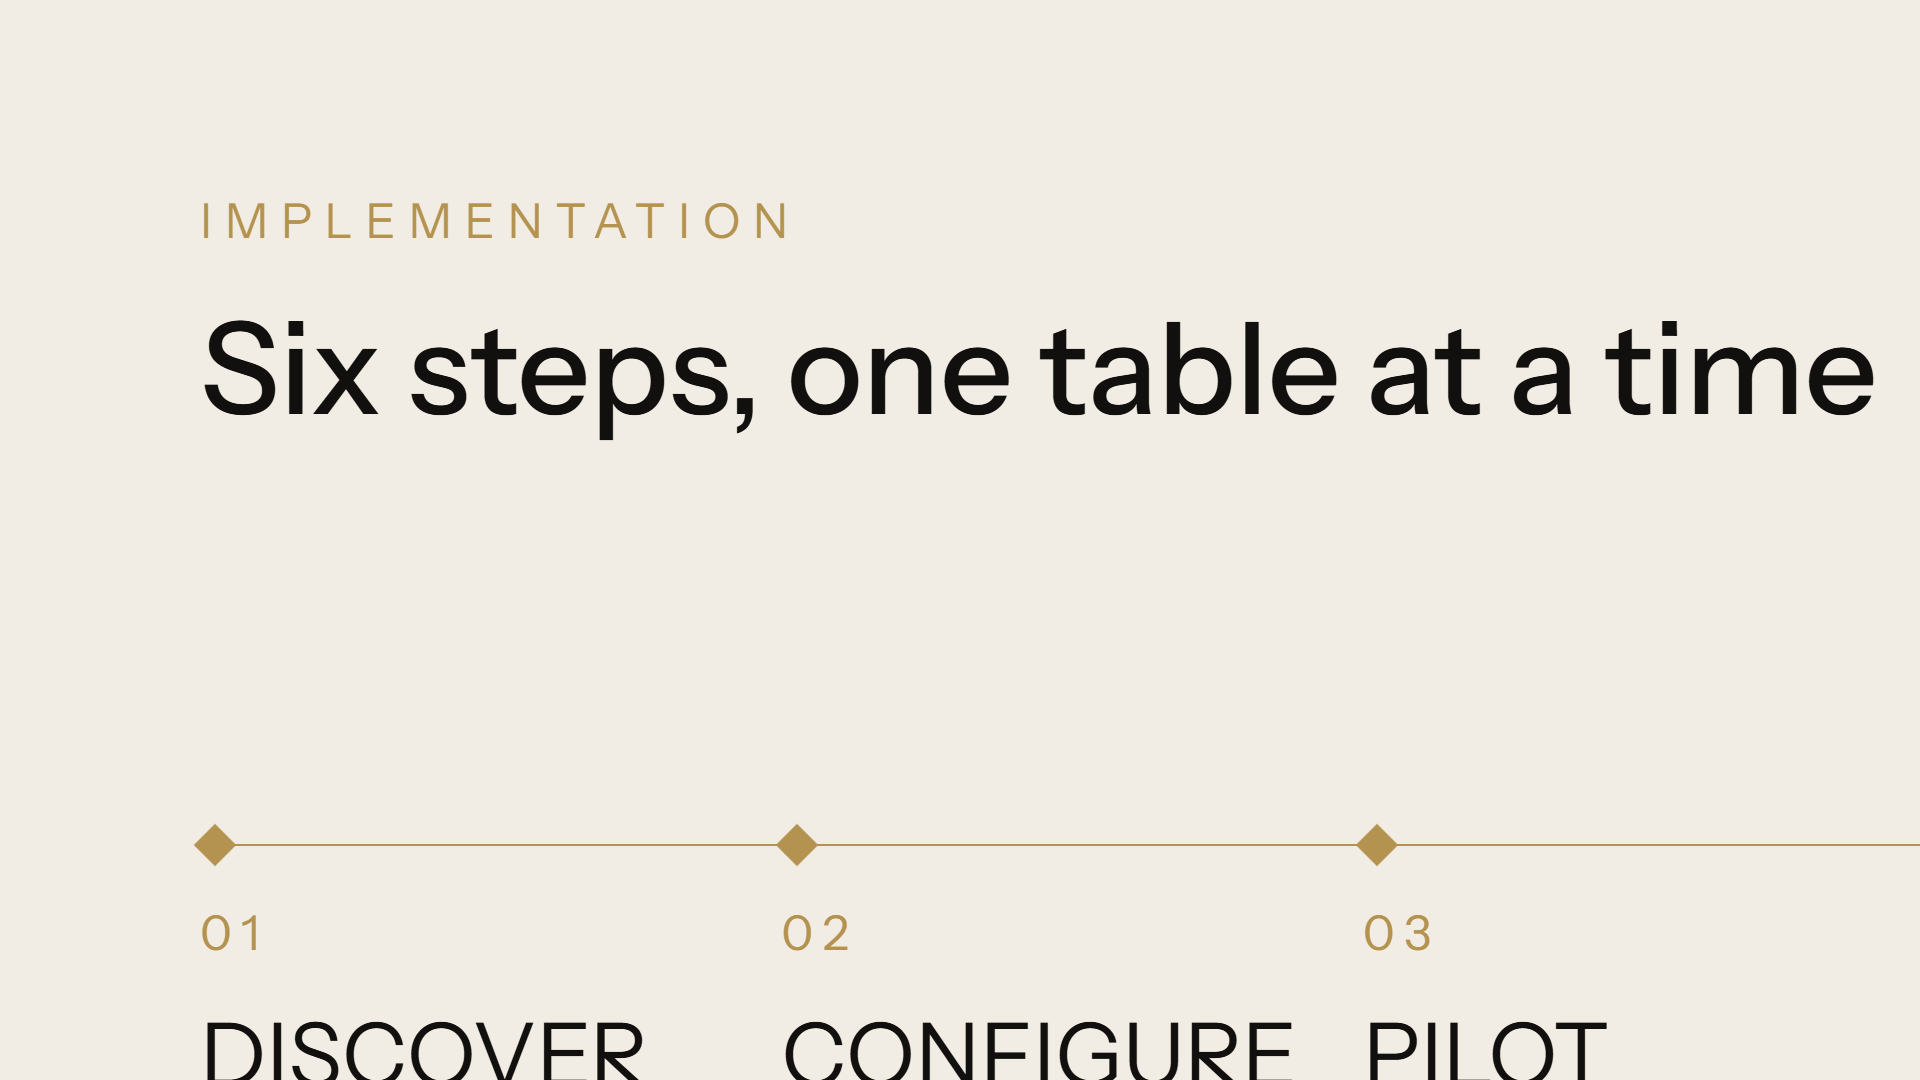 IMPLEMENTATION
Six steps, one table at a time
01 02 03
DISCOVER CONFIGURE PILOT